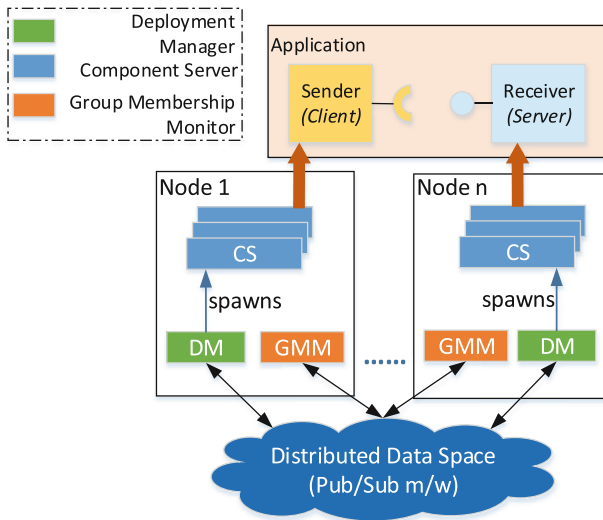 Deployment
Manager
Component Server
Group Membership
Monitor
Application
Sender
(Client)
Receiver
(Server)
Node 1
CS
spawns
DM
GMM
......
Node n
CS
spawns
GMM
DM
Distributed Data Space
(Pub/Sub m/w)